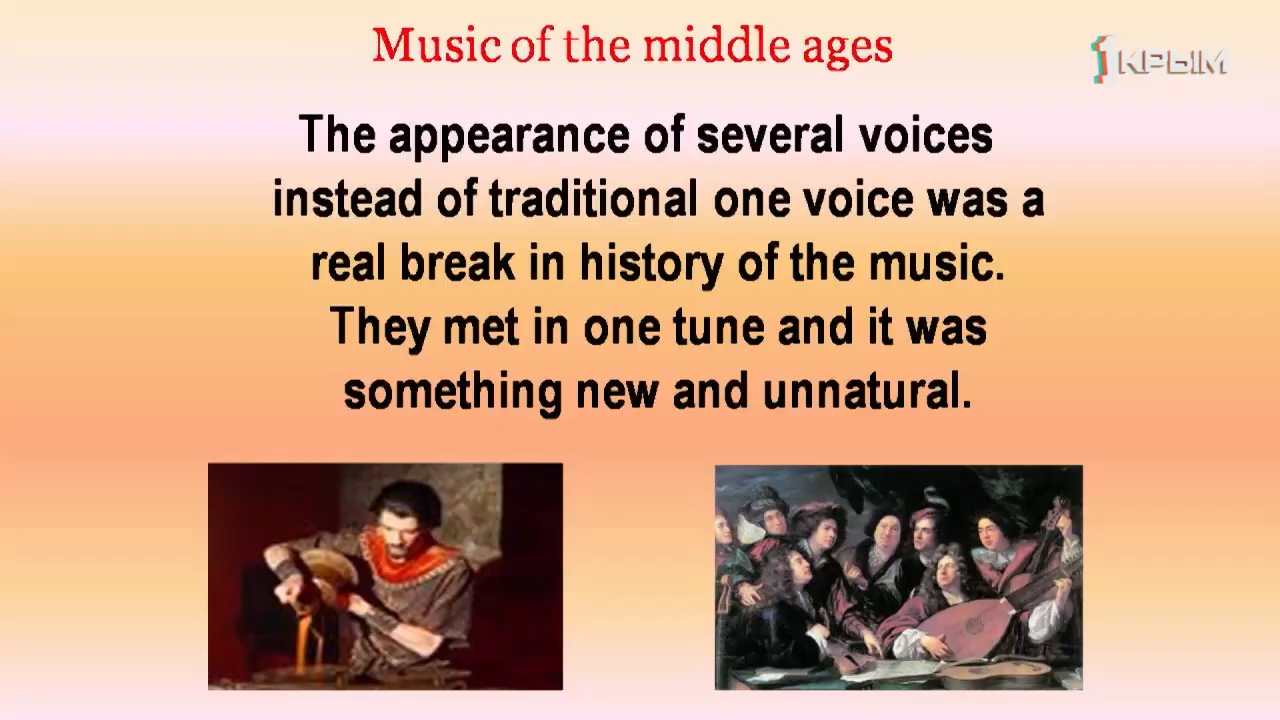 Music of the middle ages
1 КРЫМ
The appearance of several voices
instead of traditional one voice was a
real break in history of the music.
They met in one tune and it was
something new and unnatural.